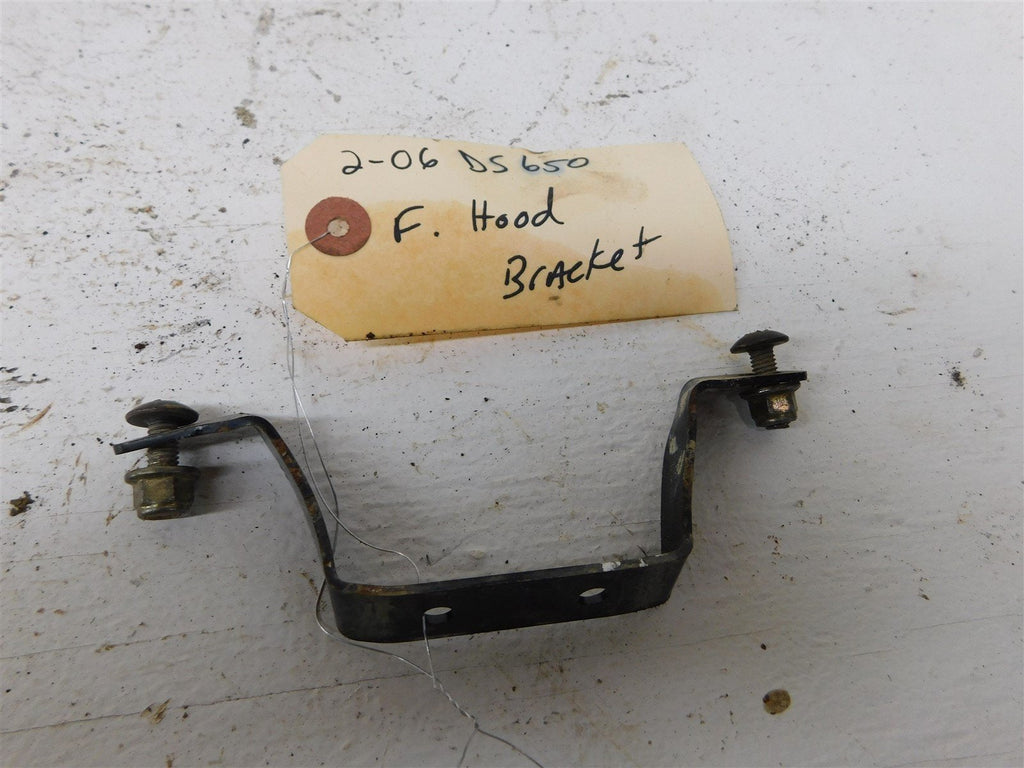 2-06 DS650
F. Hood
Bracket